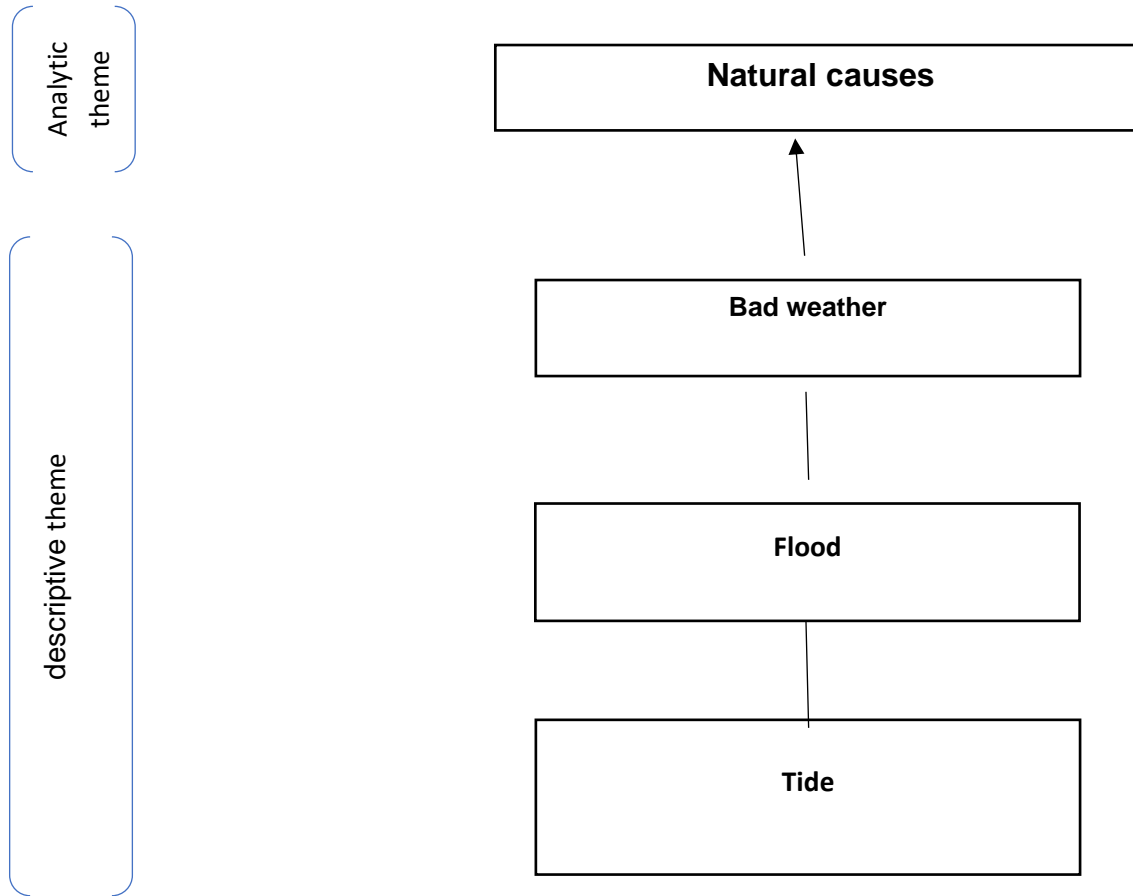 Analytic
theme
Natural causes
descriptive theme
Bad weather
Flood
Tide